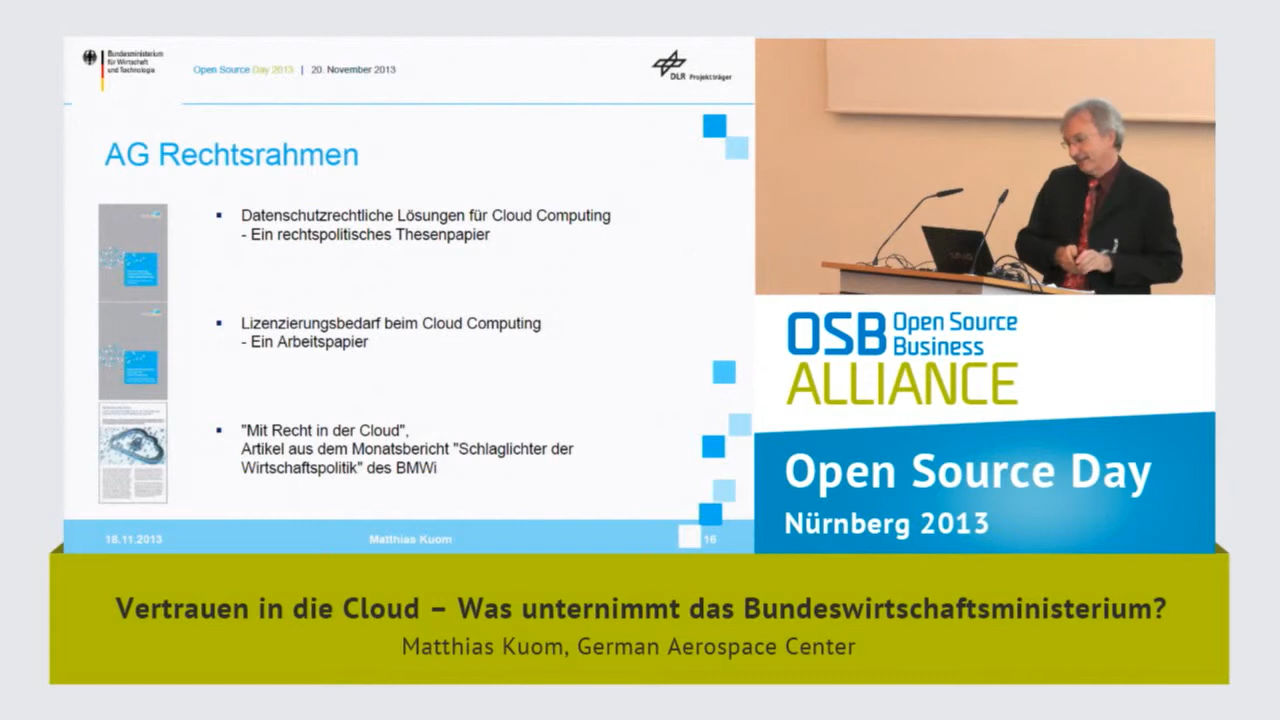 Bundesministerium
für Wirtschaft
und Technologie
Open Source Day 2013 | 20. November 2013
DLR Projektträger
AG Rechtsrahmen
▪ Datenschutzrechtliche Lösungen für Cloud Computing
- Ein rechtspolitisches Thesenpapier
▪ Lizenzierungsbedarf beim Cloud Computing
- Ein Arbeitspapier
▪ "Mit Recht in der Cloud",
Artikel aus dem Monatsbericht "Schlaglichter der
Wirtschaftspolitik" des BMWi
18.11.2013
Matthias Kuom
16
OSB Open Source
Business
ALLIANCE
Open Source Day
Nürnberg 2013
Vertrauen in die Cloud – Was unternimmt das Bundeswirtschaftsministerium?
Matthias Kuom, German Aerospace Center